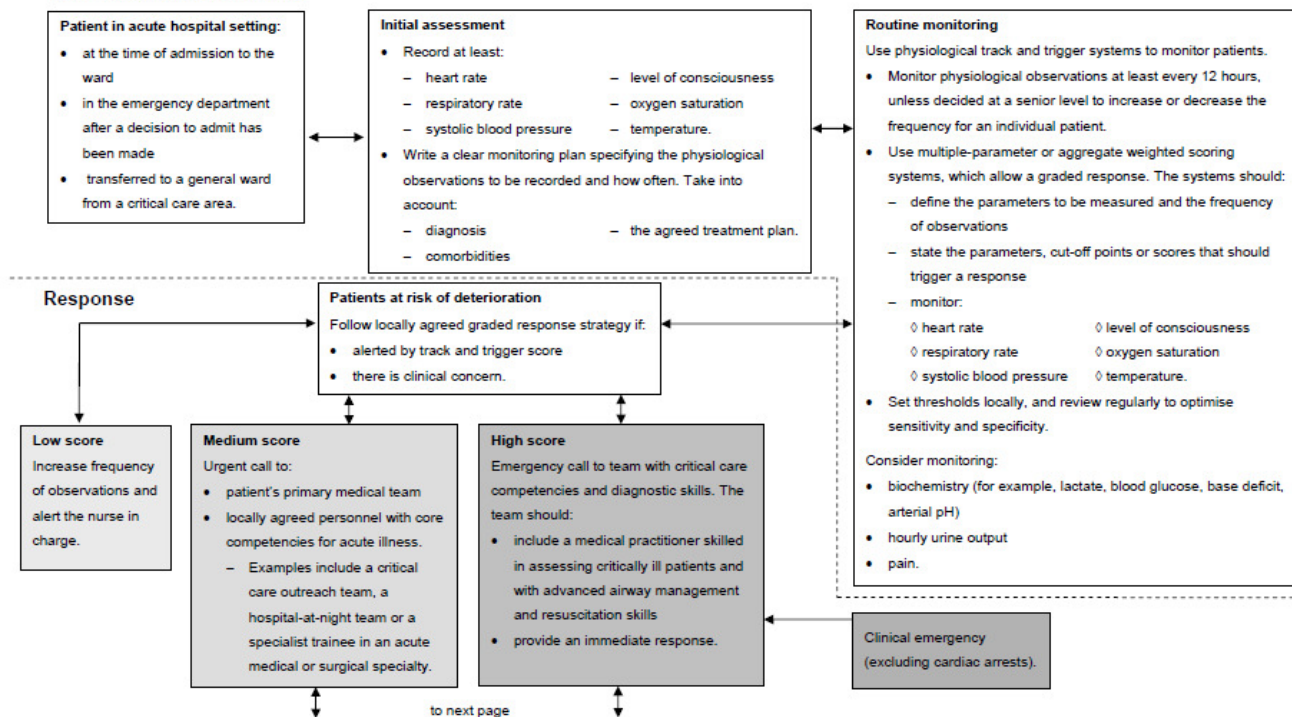 Patient in acute hospital setting:
• at the time of admission to the
ward
• in the emergency department
after a decision to admit has
been made
• transferred to a general ward
from a critical care area.
Initial assessment
• Record at least:
– heart rate – level of consciousness
– respiratory rate – oxygen saturation
– systolic blood pressure – temperature.
• Write a clear monitoring plan specifying the physiological
observations to be recorded and how often. Take into
account:
– diagnosis – the agreed treatment plan.
– comorbidities
Routine monitoring
Use physiological track and trigger systems to monitor patients.
• Monitor physiological observations at least every 12 hours,
unless decided at a senior level to increase or decrease the
frequency for an individual patient.
• Use multiple-parameter or aggregate weighted scoring
systems, which allow a graded response. The systems should:
– define the parameters to be measured and the frequency
of observations
– state the parameters, cut-off points or scores that should
trigger a response
– monitor:
◊ heart rate ◊ level of consciousness
◊ respiratory rate ◊ oxygen saturation
◊ systolic blood pressure ◊ temperature.
• Set thresholds locally, and review regularly to optimise
sensitivity and specificity.
Consider monitoring:
• biochemistry (for example, lactate, blood glucose, base deficit,
arterial pH)
• hourly urine output
• pain.
Response
Patients at risk of deterioration
Follow locally agreed graded response strategy if:
• alerted by track and trigger score
• there is clinical concern.
Low score
Increase frequency
of observations and
alert the nurse in
charge.
Medium score
Urgent call to:
• patient's primary medical team
• locally agreed personnel with core
competencies for acute illness.
– Examples include a critical
care outreach team, a
hospital-at-night team or a
specialist trainee in an acute
medical or surgical specialty.
High score
Emergency call to team with critical care
competencies and diagnostic skills. The
team should:
• include a medical practitioner skilled
in assessing critically ill patients and
with advanced airway management
and resuscitation skills
• provide an immediate response.
Clinical emergency
(excluding cardiac arrests).
to next page